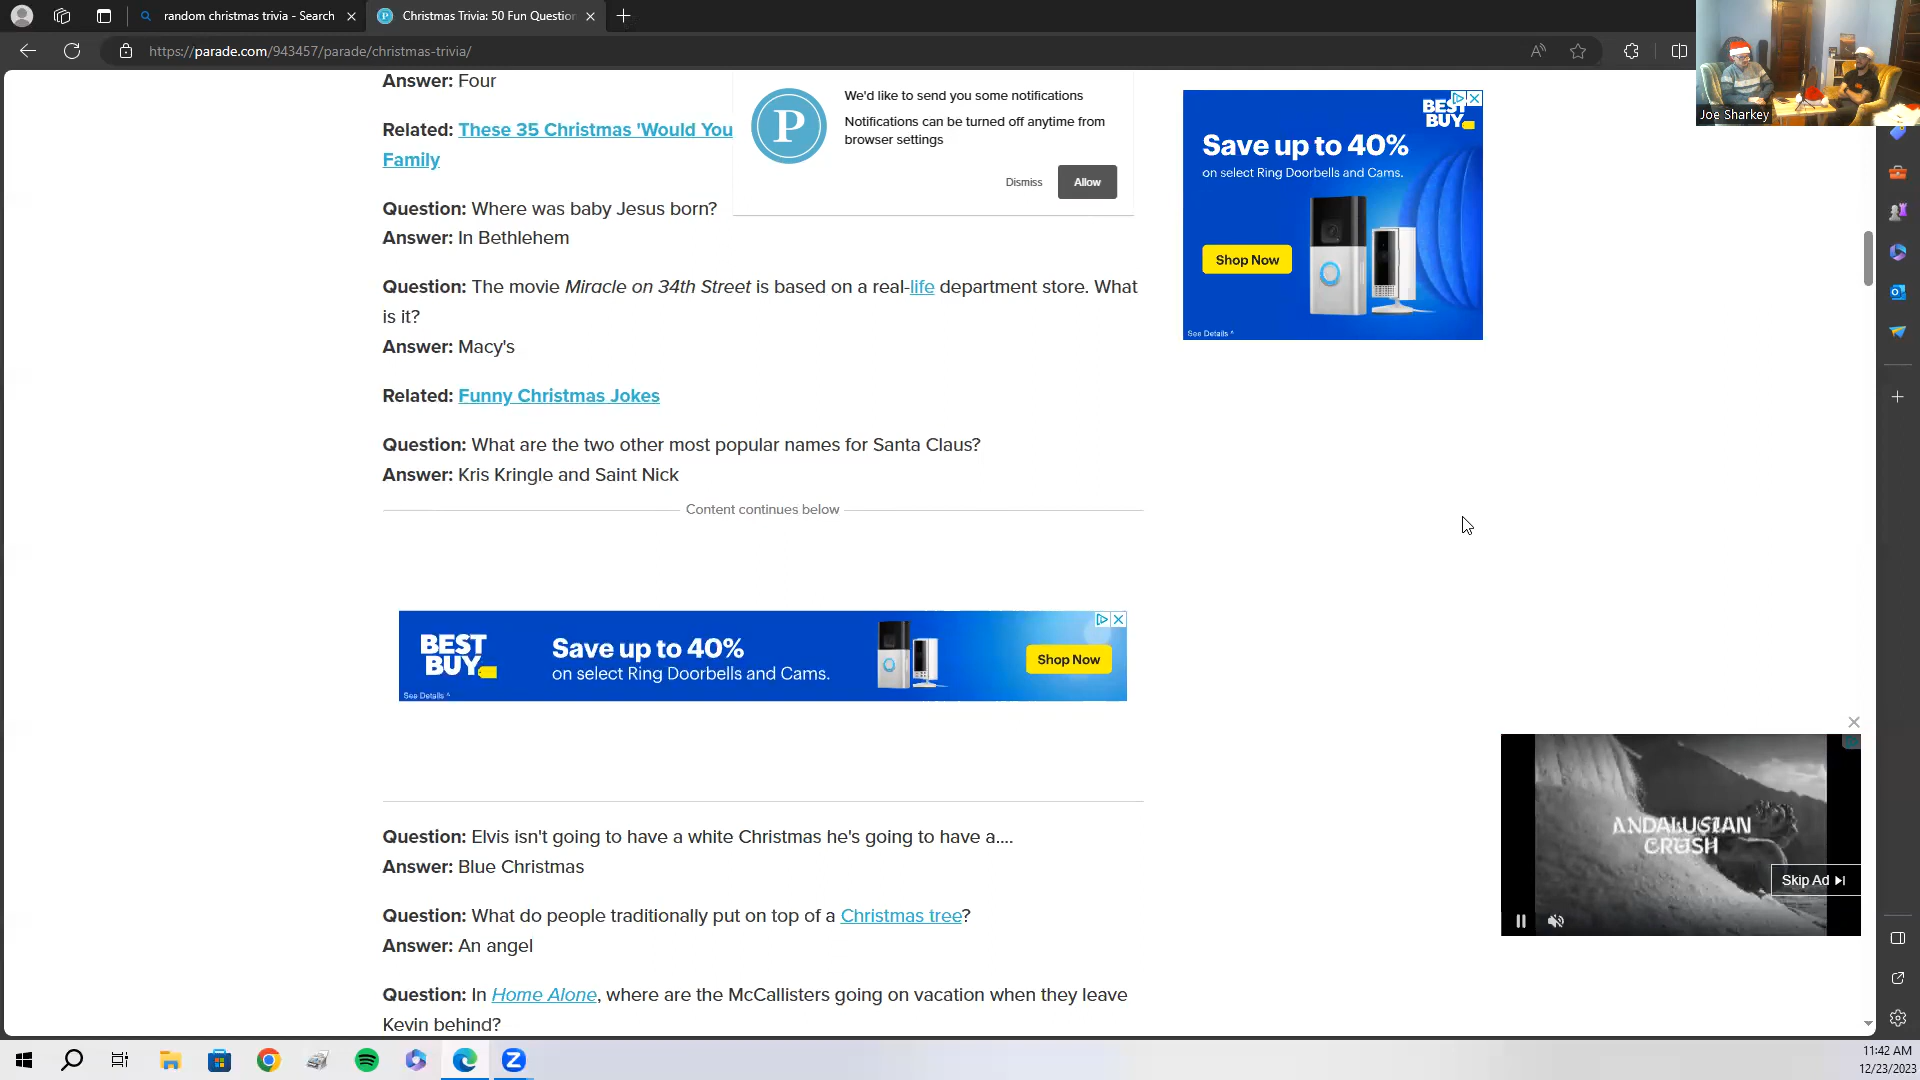 random christmas trivia - Search
Christmas Trivia: 50 Fun Question
https://parade.com/943457/parade/christmas-trivia/
Joe Sharkey
Answer: Four
Related: These 35 Christmas 'Would You
Family
P
We'd like to send you some notifications
Notifications can be turned off anytime from
browser settings
Dismiss
Allow
BEST
BUY
Save up to 40%
on select Ring Doorbells and Cams.
Shop Now
See Details ^
Question: Where was baby Jesus born?
Answer: In Bethlehem
Question: The movie Miracle on 34th Street is based on a real-life department store. What
is it?
Answer: Macy's
Related: Funny Christmas Jokes
Question: What are the two other most popular names for Santa Claus?
Answer: Kris Kringle and Saint Nick
Content continues below
BEST
BUY
Save up to 40%
on select Ring Doorbells and Cams.
Shop Now
See Details ^
ANDALUSIAN
CRUSH
Skip Ad
Question: Elvis isn't going to have a white Christmas he's going to have a....
Answer: Blue Christmas
Question: What do people traditionally put on top of a Christmas tree?
Answer: An angel
Question: In Home Alone, where are the McCallisters going on vacation when they leave
Kevin behind?
11:42 AM
12/23/2023